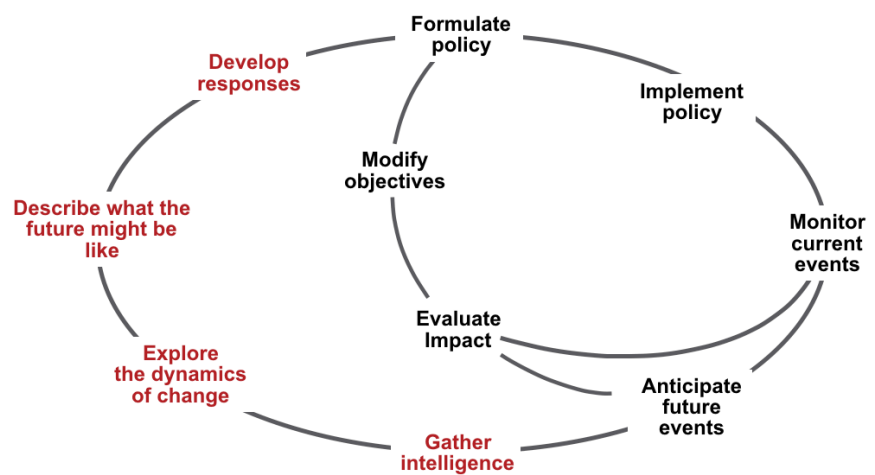 Formulate
policy
Develop
responses
Implement
policy
Modify
objectives
Describe what the
future might be
like
Monitor
current
events
Evaluate
Impact
Explore
the dynamics
of change
Anticipate
future
events
Gather
intelligence